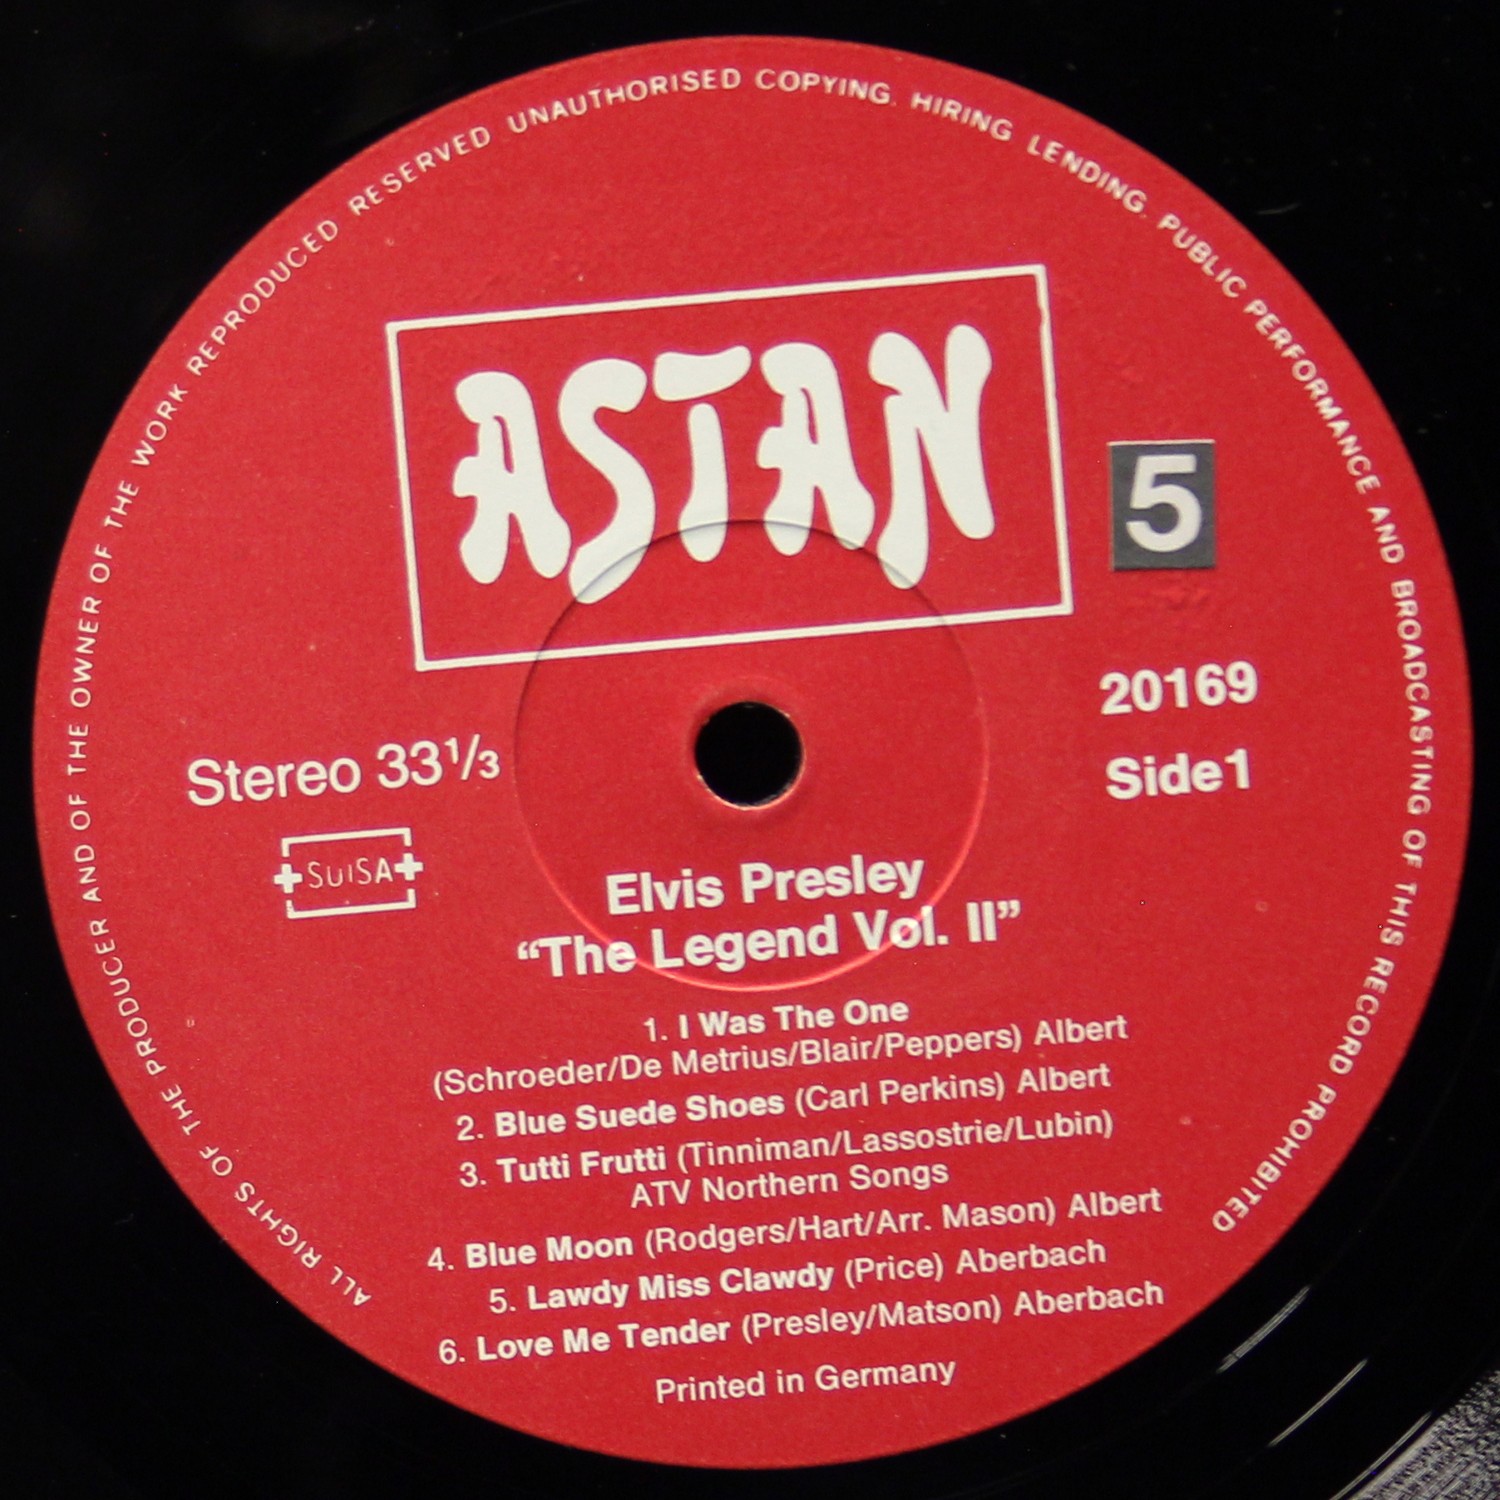 ALL RIGHTS OF THE PRODUCER AND OF THE OWNER OF THE WORK REPRODUCED RESERVED UNAUTHORISED COPYING. HIRING LENDING. PUBLIC PERFORMANCE AND BROADCASTING OF THIS RECORD PROHIBITED
ASTAN
5
20169
Stereo 33⅓
Side1
SUISA
Elvis Presley
“The Legend Vol. II”
1. I Was The One
(Schroeder/De Metrius/Blair/Peppers) Albert
2. Blue Suede Shoes (Carl Perkins) Albert
3. Tutti Frutti (Tinniman/Lassostrie/Lubin)
ATV Northern Songs
4. Blue Moon (Rodgers/Hart/Arr. Mason) Albert
5. Lawdy Miss Clawdy (Price) Aberbach
6. Love Me Tender (Presley/Matson) Aberbach
Printed in Germany